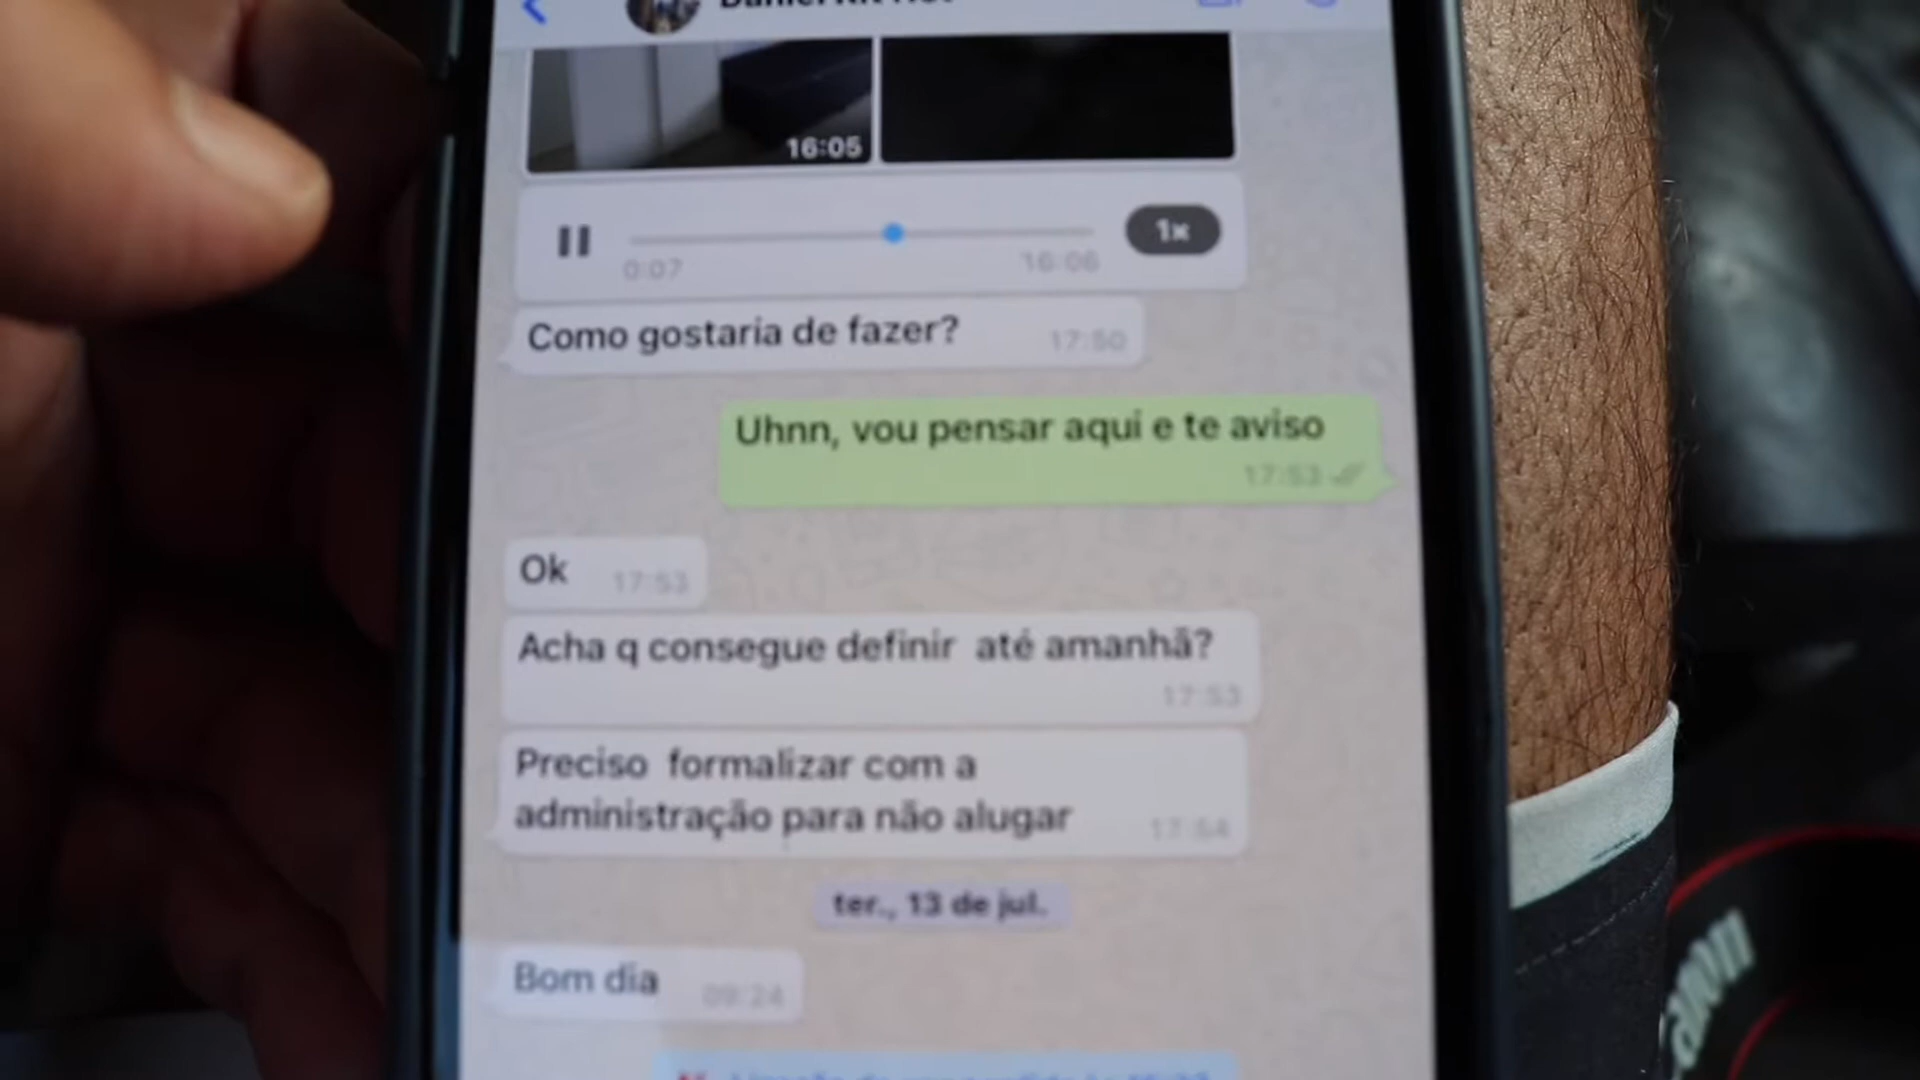 16:05
1×
0:07
16:06
Como gostaria de fazer?
17:50
Uhnn, vou pensar aqui e te aviso
17:53
Ok
17:53
Acha q consegue definir até amanhã?
17:53
Preciso formalizar com a
administração para não alugar
17:54
ter., 13 de jul.
Bom dia
09:24